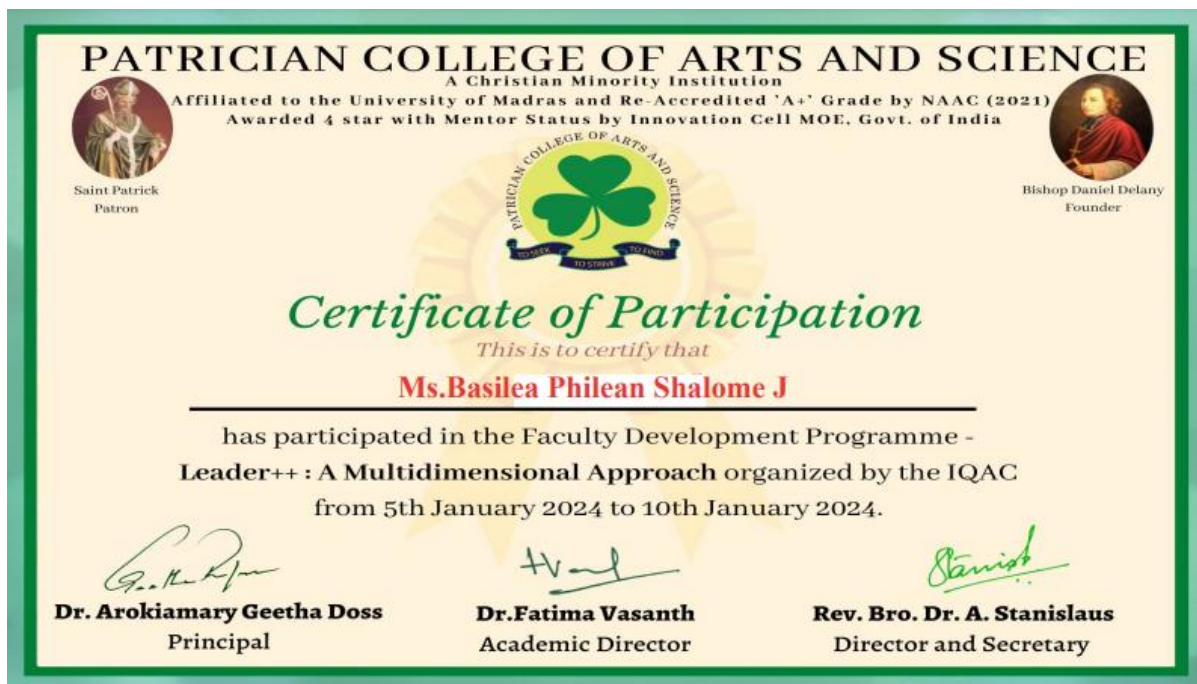 PATRICIAN COLLEGE OF ARTS AND SCIENCE
A Christian Minority Institution
Affiliated to the University of Madras and Re-Accredited 'A+' Grade by NAAC (2021)
Awarded 4 star with Mentor Status by Innovation Cell MOE, Govt. of India
Saint Patrick
Patron
Bishop Daniel Delany
Founder
PATRICIAN COLLEGE OF ARTS AND SCIENCE
TO SEEK
TO STRIVE
TO FIND
Certificate of Participation
This is to certify that
Ms.Basilea Philean Shalome J
has participated in the Faculty Development Programme -
Leader++ : A Multidimensional Approach organized by the IQAC
from 5th January 2024 to 10th January 2024.
Dr. Arokiamary Geetha Doss
Principal
Dr.Fatima Vasanth
Academic Director
Rev. Bro. Dr. A. Stanislaus
Director and Secretary